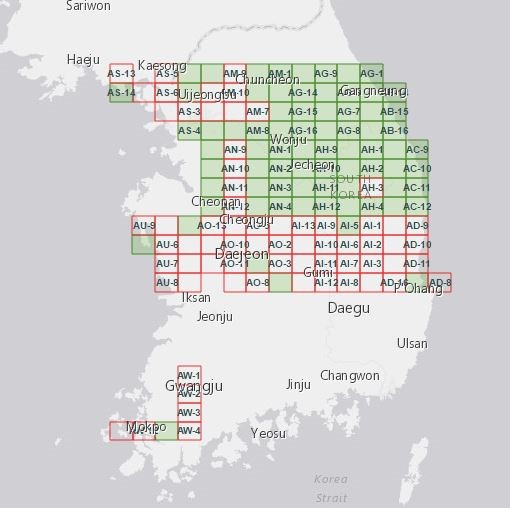 Sariwon
Haeju
Kaesong
AS-13
AS-5
AM-9
AM-1
AG-9
AG-1
Chuncheon
AS-14
AS-6
Uijeongbu
AM-10
AG-14
Gangneung
AS-3
AM-7
AG-15
AG-7
AB-15
AS-4
AM-8
AG-16
AG-8
AB-16
Wonju
AN-9
AN-1
AH-9
AH-1
AC-9
Jecheon
AN-10
AN-2
AH-10
AH-2
AC-10
SOUTH
KOREA
AN-11
AN-3
AH-11
AH-3
AC-11
Cheonan
AN-12
AN-4
AH-12
AH-4
AC-12
Cheongju
AU-9
AO-13
AI-13
AI-9
AI-5
AI-1
AD-9
AU-6
AO-10
AO-2
AI-10
AI-6
AI-2
AD-10
Daejeon
AU-7
AO-11
AO-3
AI-11
AI-7
AI-3
AD-11
Gumi
AU-8
AO-8
AI-12
AI-8
AD-16
P'Ohang
AD-8
Iksan
Jeonju
Daegu
Ulsan
AW-1
Gwangju
AW-2
Jinju
Changwon
AW-3
Mokpo
AW-4
Yeosu
Korea
Strait